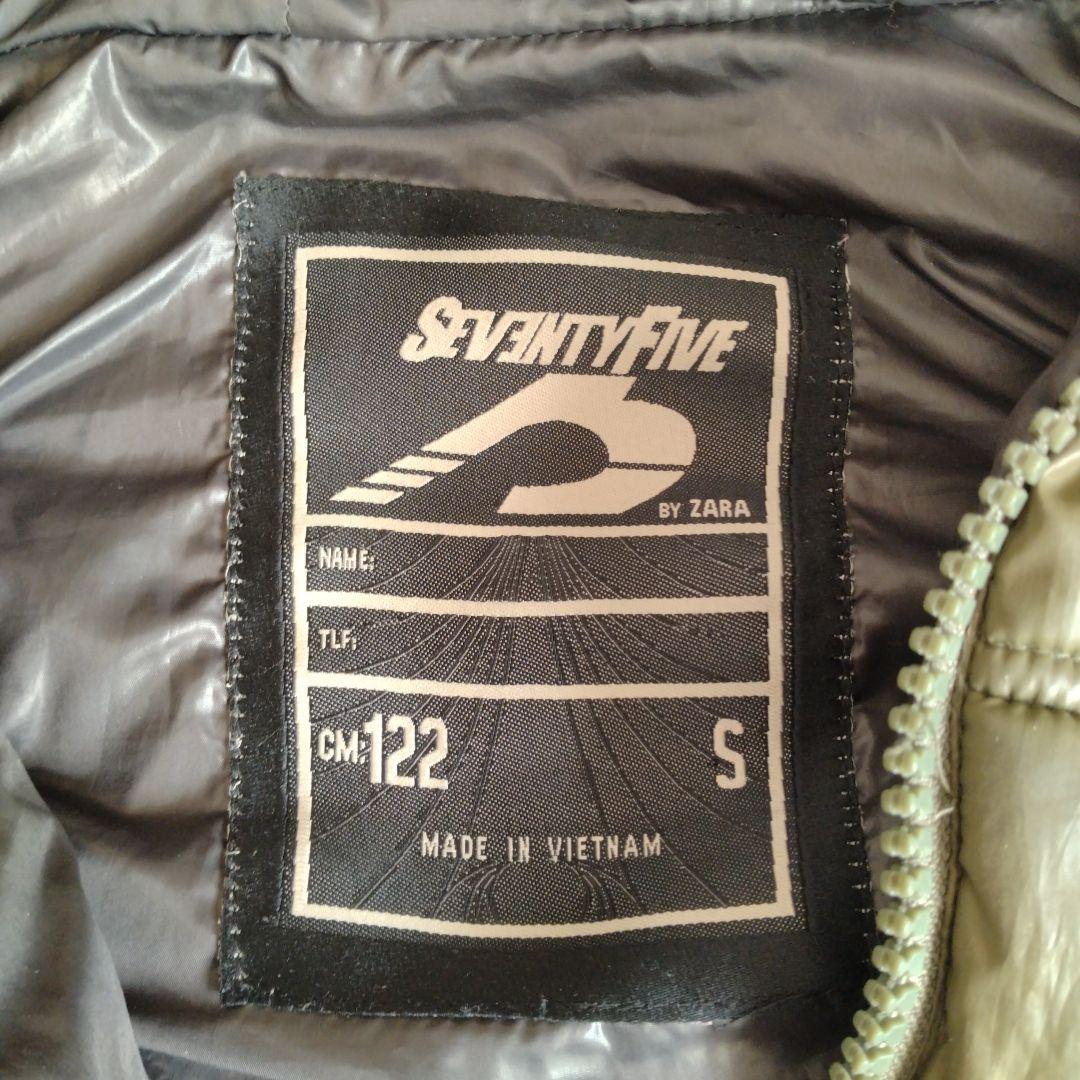 SEVENTYFIVE
BY ZARA
NAME:
TLF:
CM: 122 S
MADE IN VIETNAM